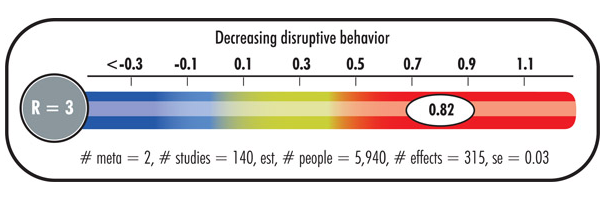 Decreasing disruptive behavior
<-0.3 -0.1 0.1 0.3 0.5 0.7 0.9 1.1
R = 3
0.82
# meta = 2, # studies = 140, est, # people = 5,940, # effects = 315, se = 0.03